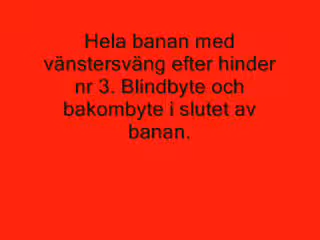 Hela banan med
vänstersväng efter hinder
nr 3. Blindbyte och
bakombyte i slutet av
banan.